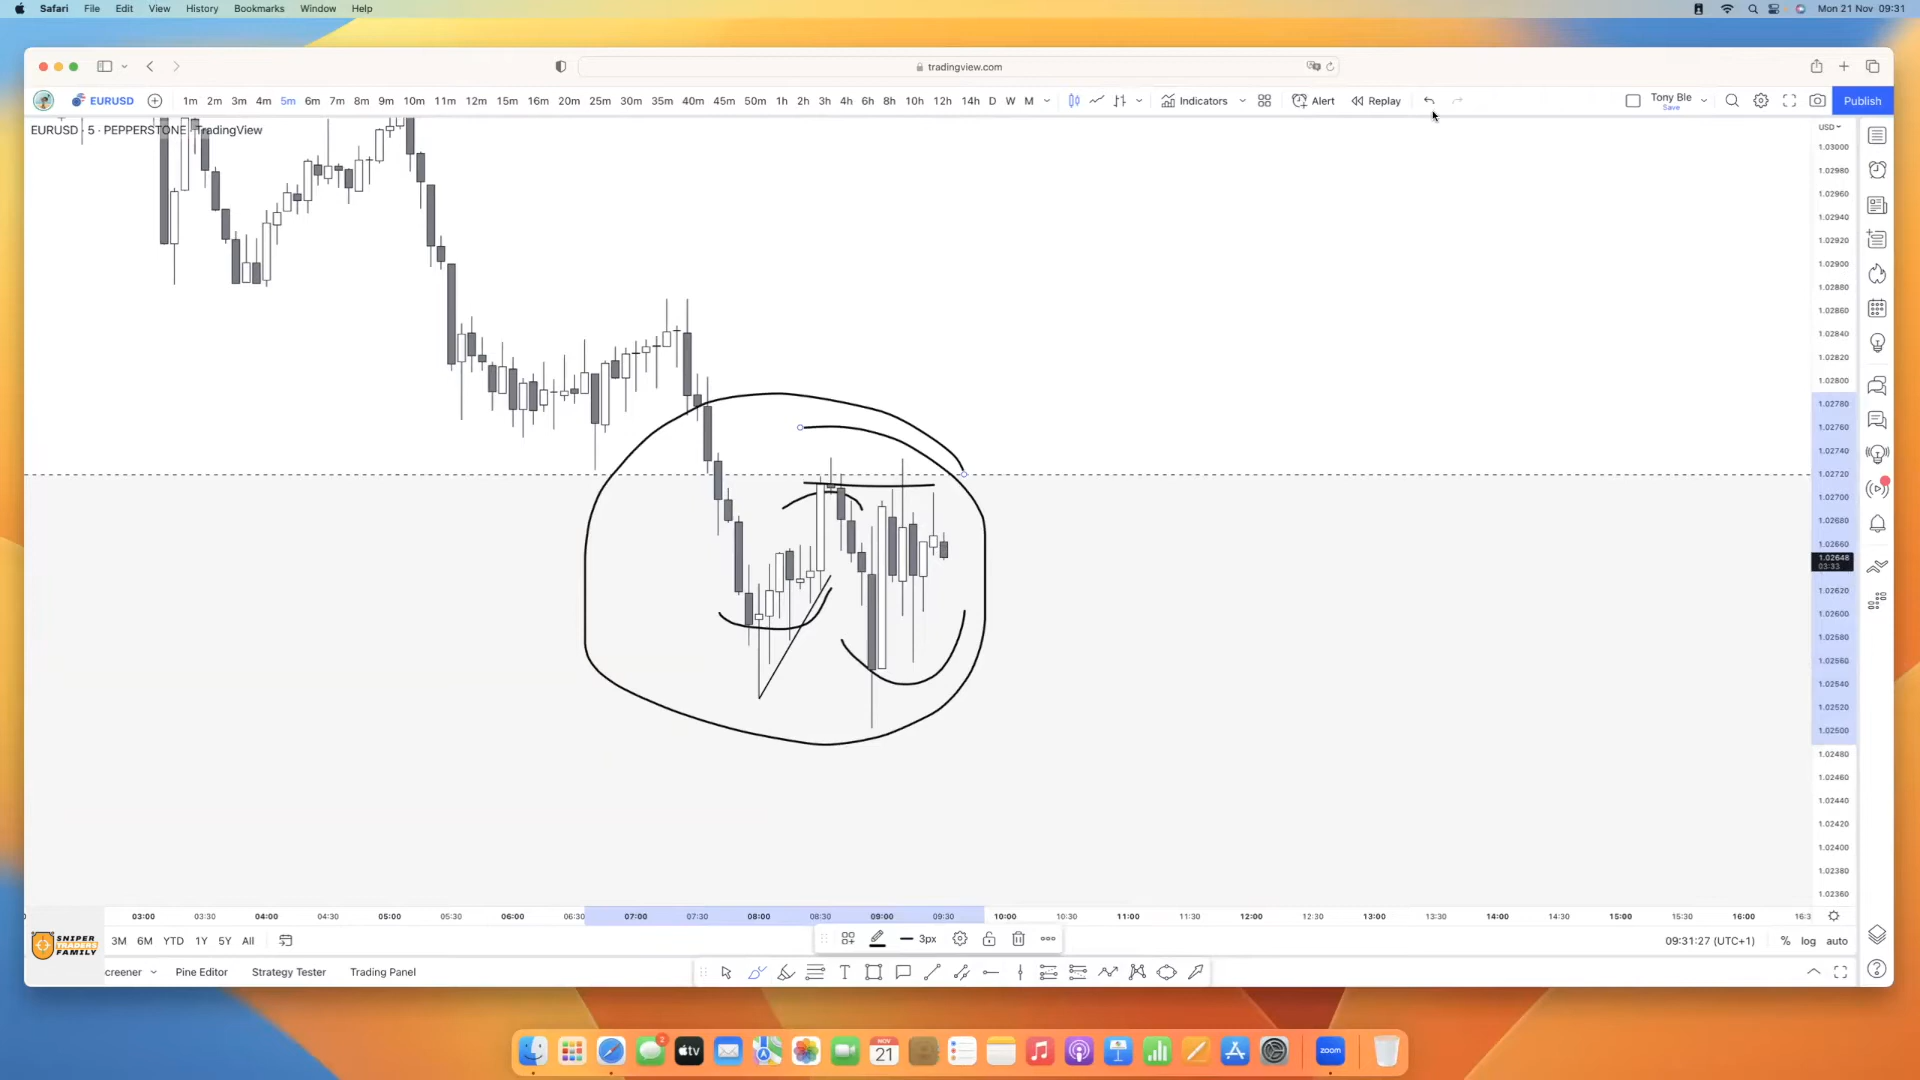 Safari File Edit View History Bookmarks Window Help Mon 21 Nov 09:31
tradingview.com
EURUSD 1m 2m 3m 4m 5m 6m 7m 8m 9m 10m 11m 12m 15m 16m 20m 25m 30m 35m 40m 45m 50m 1h 2h 3h 4h 6h 8h 10h 12h 14h D W M Indicators Alert Replay Tony Ble Publish
Save
EURUSD · 5 · PEPPERSTONE · TradingView
USD
1.03000
1.02980
1.02960
1.02940
1.02920
1.02900
1.02880
1.02860
1.02840
1.02820
1.02800
1.02780
1.02760
1.02740
1.02720
1.02700
1.02680
1.02660
1.02648
03:33
1.02620
1.02600
1.02580
1.02560
1.02540
1.02520
1.02500
1.02480
1.02460
1.02440
1.02420
1.02400
1.02380
1.02360
03:00 03:30 04:00 04:30 05:00 05:30 06:00 06:30 07:00 07:30 08:00 08:30 09:00 09:30 10:00 10:30 11:00 11:30 12:00 12:30 13:00 13:30 14:00 14:30 15:00 15:30 16:00 16:3
SNIPER
TRADERS
FAMILY
3M 6M YTD 1Y 5Y All 3px 09:31:27 (UTC+1) % log auto
creener Pine Editor Strategy Tester Trading Panel
2
tv
NOV
21
zoom